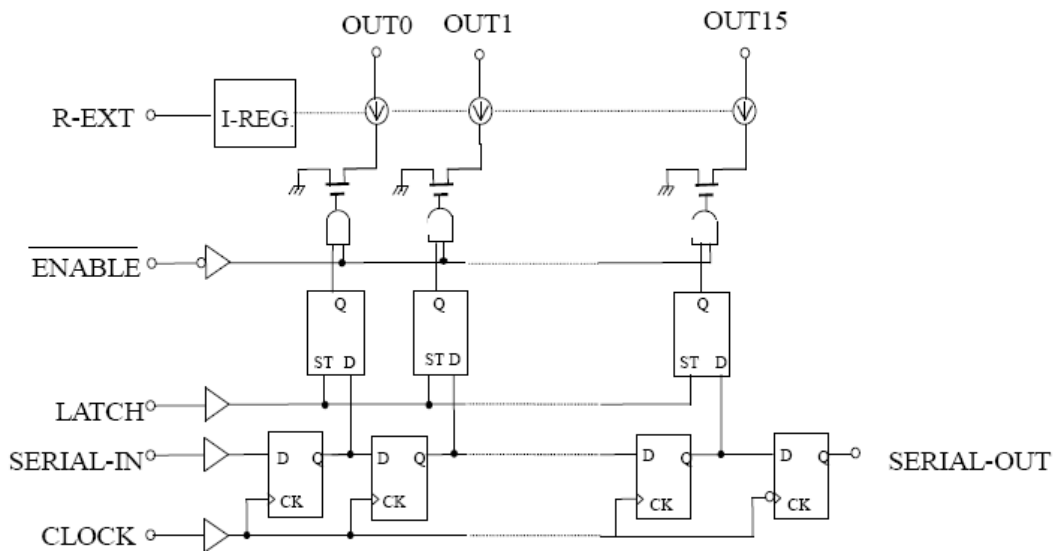 OUT0 OUT1 OUT15
R-EXT I-REG.
ENABLE
Q Q Q
ST D ST D ST D
LATCH
SERIAL-IN D Q D Q D Q D Q SERIAL-OUT
CK CK CK CK
CLOCK